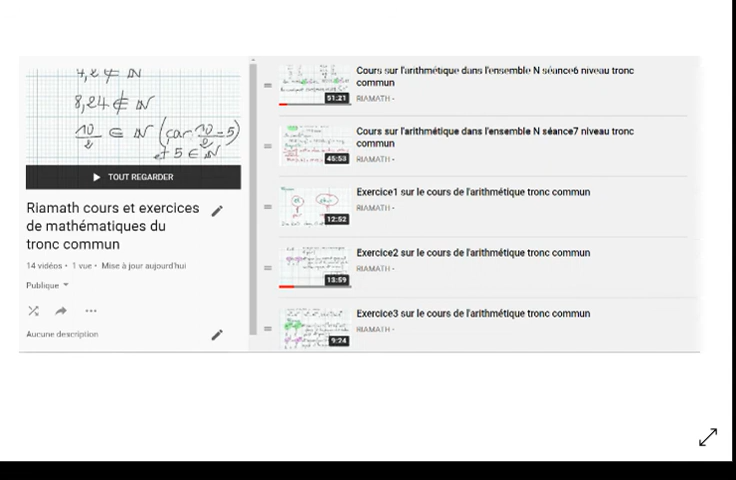 4,2 ∉ IN
8,24 ∉ IN
10/2 ∈ IN (car 10/2 = 5)
et 5 ∈ IN
TOUT REGARDER
Riamath cours et exercices
de mathématiques du
tronc commun
14 vidéos • 1 vue • Mise à jour aujourd'hui
Publique
Aucune description
Cours sur l'arithmétique dans l'ensemble N séance6 niveau tronc
commun
RIAMATH •
51:21
Cours sur l'arithmétique dans l'ensemble N séance7 niveau tronc
commun
RIAMATH •
45:53
Exercice1 sur le cours de l'arithmétique tronc commun
RIAMATH •
12:52
Exercice2 sur le cours de l'arithmétique tronc commun
RIAMATH •
13:59
Exercice3 sur le cours de l'arithmétique tronc commun
RIAMATH •
9:24